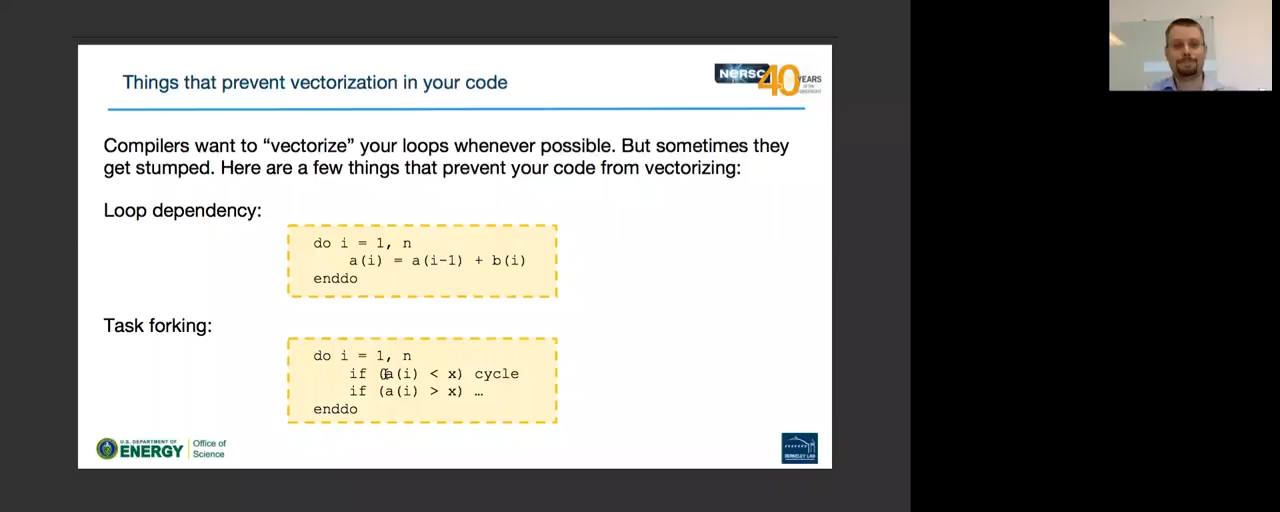 Things that prevent vectorization in your code
NERSC
40
YEARS
Compilers want to “vectorize” your loops whenever possible. But sometimes they
get stumped. Here are a few things that prevent your code from vectorizing:
Loop dependency:
do i = 1, n
a(i) = a(i-1) + b(i)
enddo
Task forking:
do i = 1, n
if (a(i) < x) cycle
if (a(i) > x) …
enddo
U.S. DEPARTMENT OF
ENERGY
Office of
Science
BERKELEY LAB